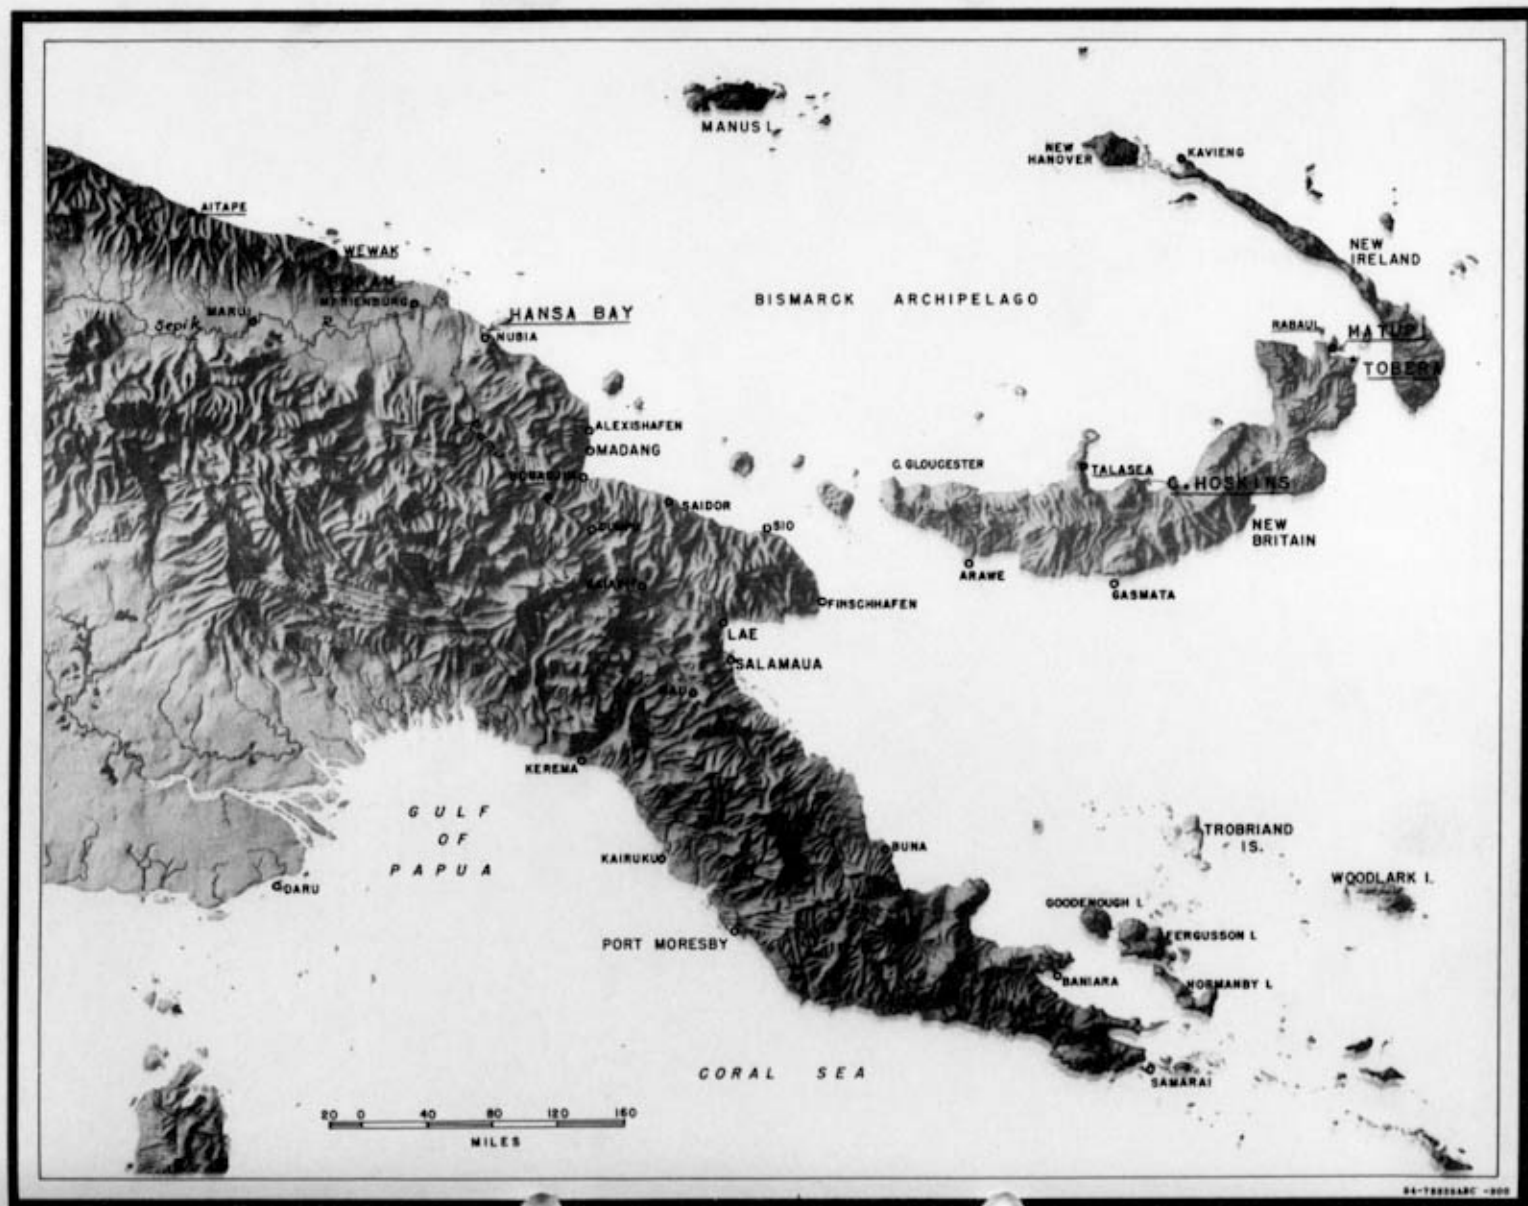 MANUS I.
NEW
HANOVER
KAVIENG
AITAPE
WEWAK
NEW
IRELAND
BISMARCK ARCHIPELAGO
MARUI
Sepik
R.
HANSA BAY
NUBIA
RABAUL
MATUPI
TOBERA
ALEXISHAFEN
MADANG
C. GLOUCESTER
TALASEA
C. HOSKINS
SAIDOR
SIO
NEW
BRITAIN
ARAWE
GASMATA
FINSCHHAFEN
LAE
SALAMAUA
KEREMA
GULF
OF
PAPUA
TROBRIAND
IS.
KAIRUKU
BUNA
DARU
WOODLARK I.
GOODENOUGH I.
PORT MORESBY
FERGUSSON I.
BANIARA
NORMANBY I.
CORAL SEA
SAMARAI
20 0 40 80 120 160
MILES